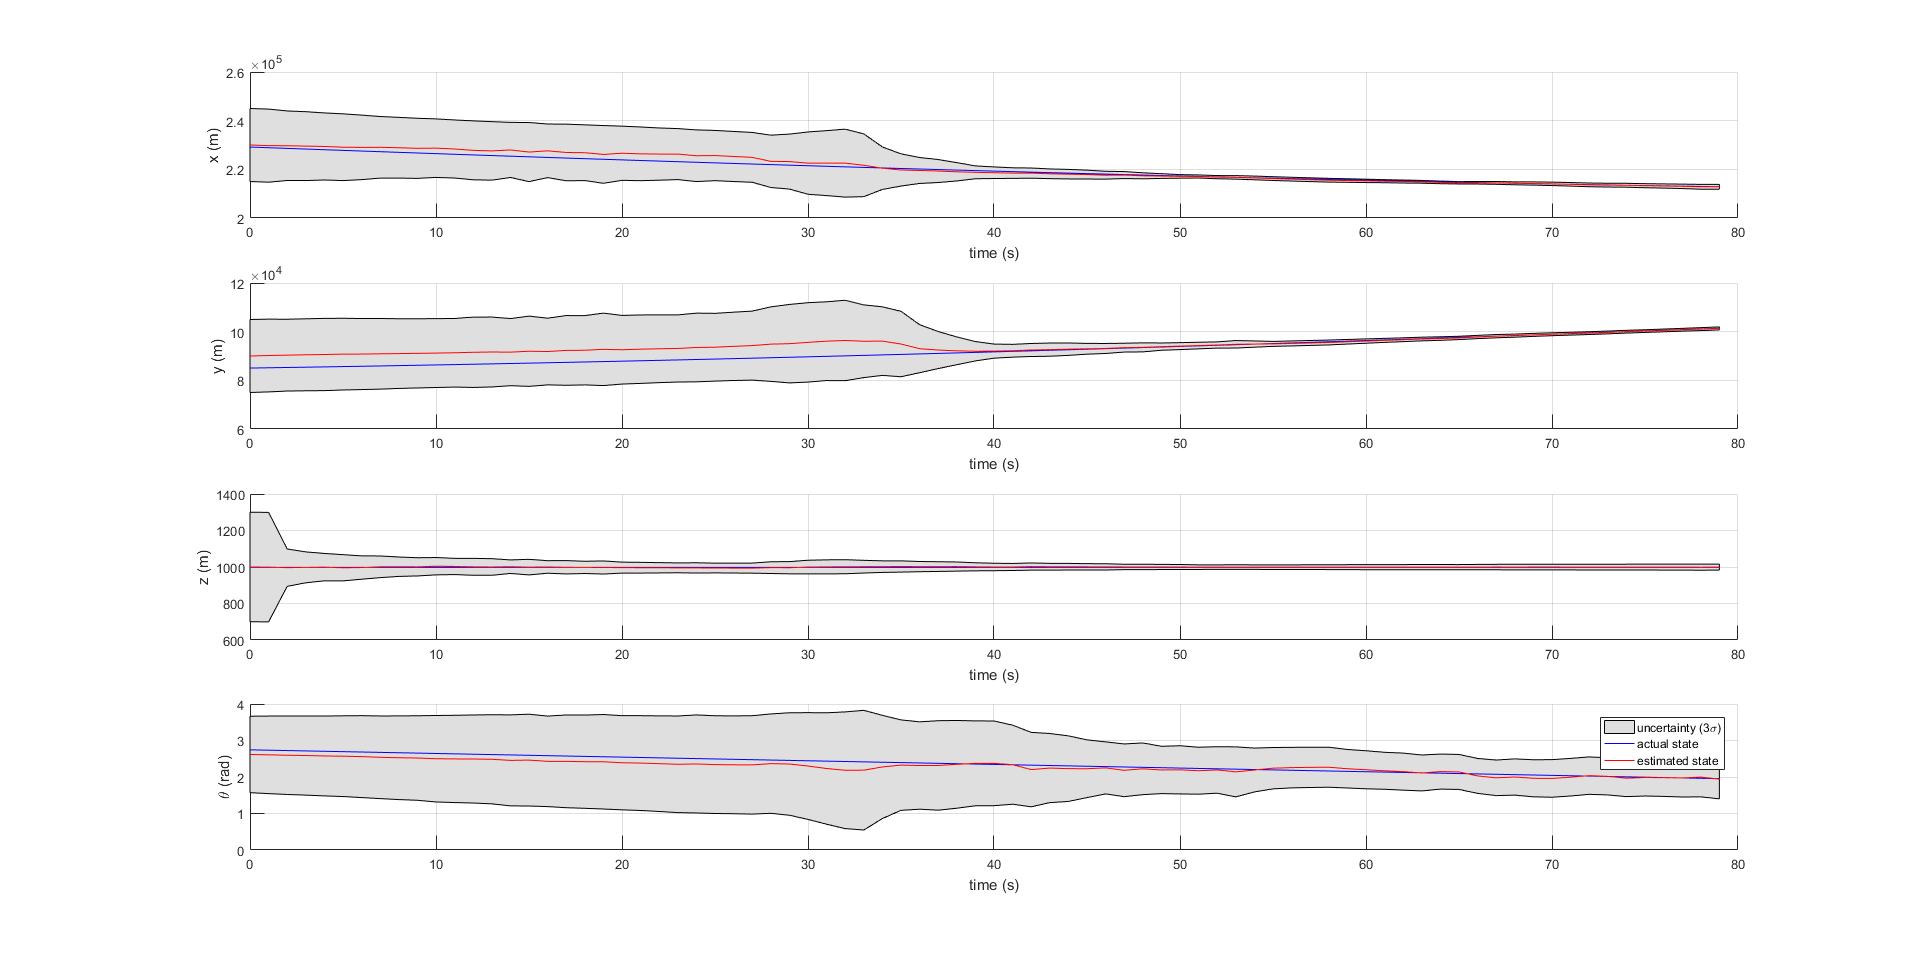 ×10^5
2.6
2.4
2.2
2
x (m)
0 10 20 30 40 50 60 70 80
time (s)
×10^4
12
10
8
6
y (m)
0 10 20 30 40 50 60 70 80
time (s)
1400
1200
1000
800
600
z (m)
0 10 20 30 40 50 60 70 80
time (s)
4
3
2
1
0
θ (rad)
uncertainty (3σ)
actual state
estimated state
0 10 20 30 40 50 60 70 80
time (s)